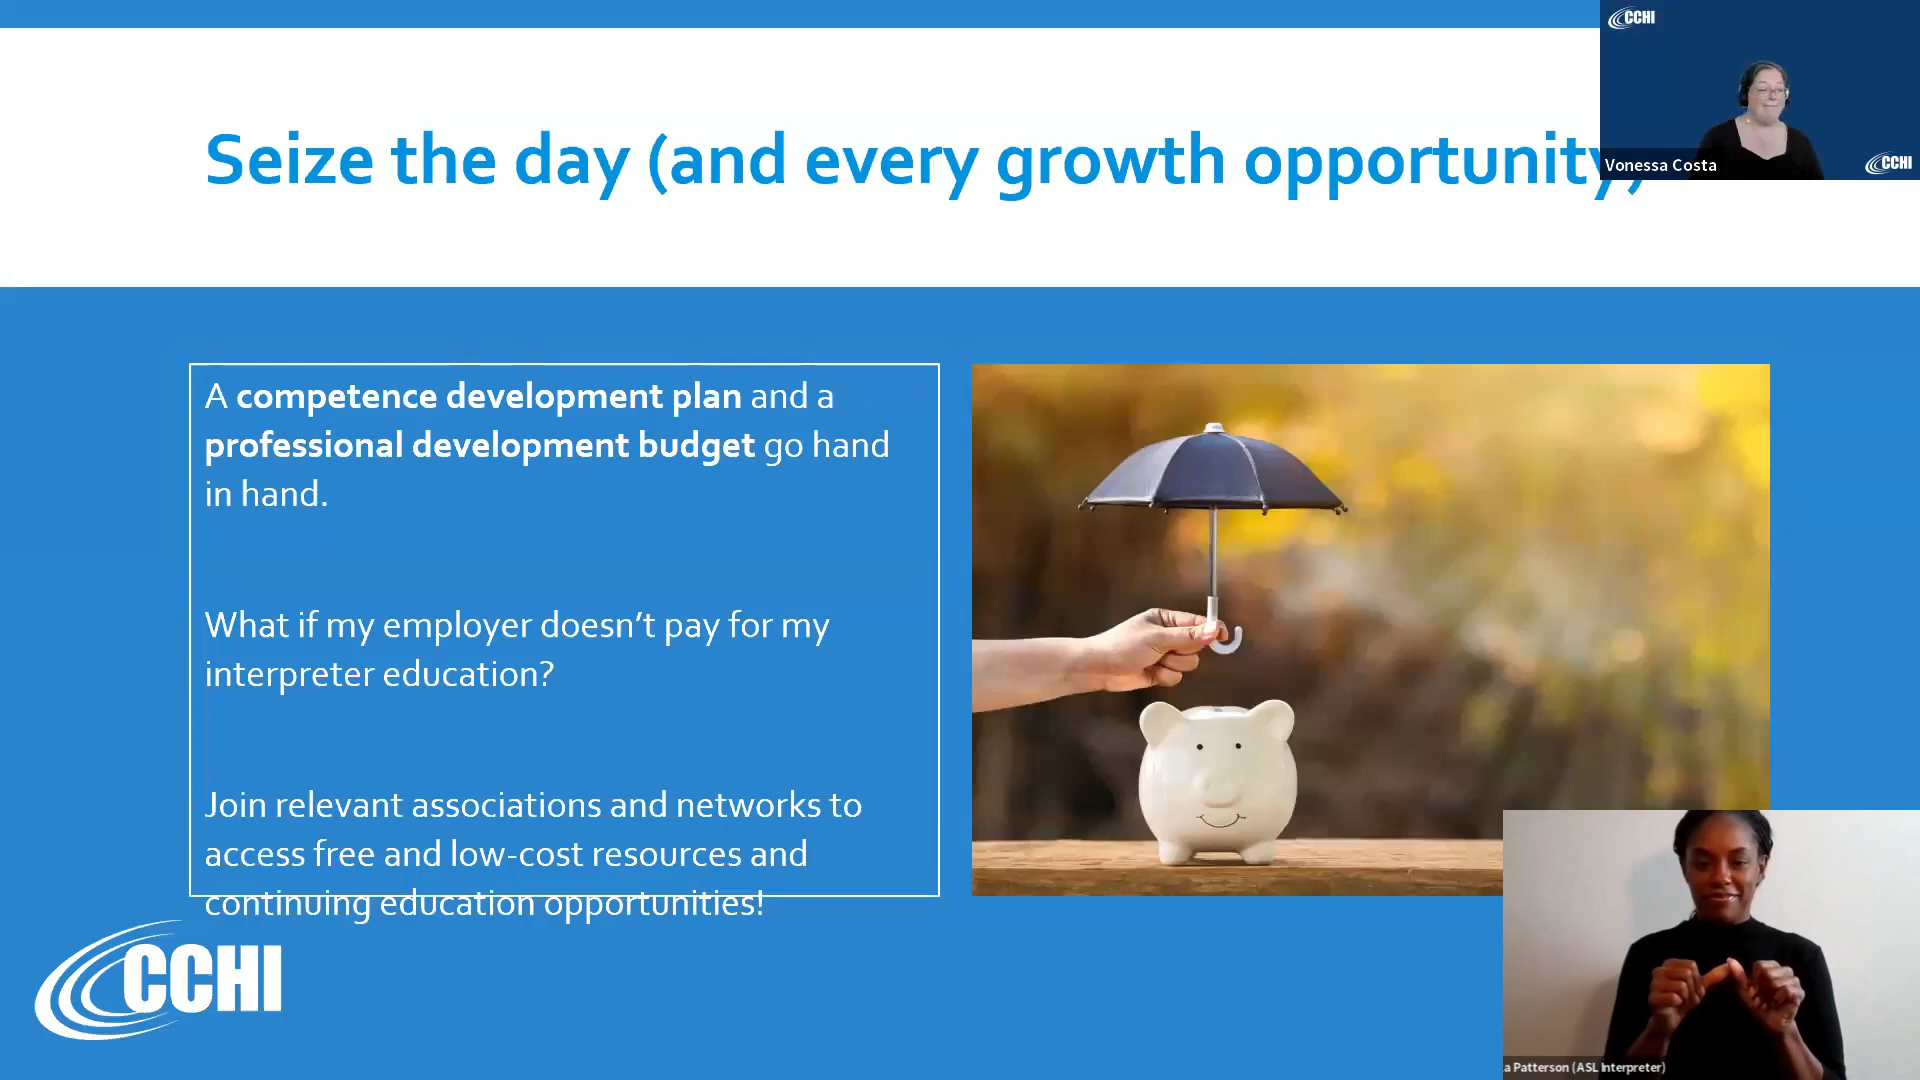 CCHI
Seize the day (and every growth opportunity)
Vonessa Costa
CCHI
A competence development plan and a
professional development budget go hand
in hand.
What if my employer doesn't pay for my
interpreter education?
Join relevant associations and networks to
access free and low-cost resources and
continuing education opportunities!
CCHI
a Patterson (ASL Interpreter)